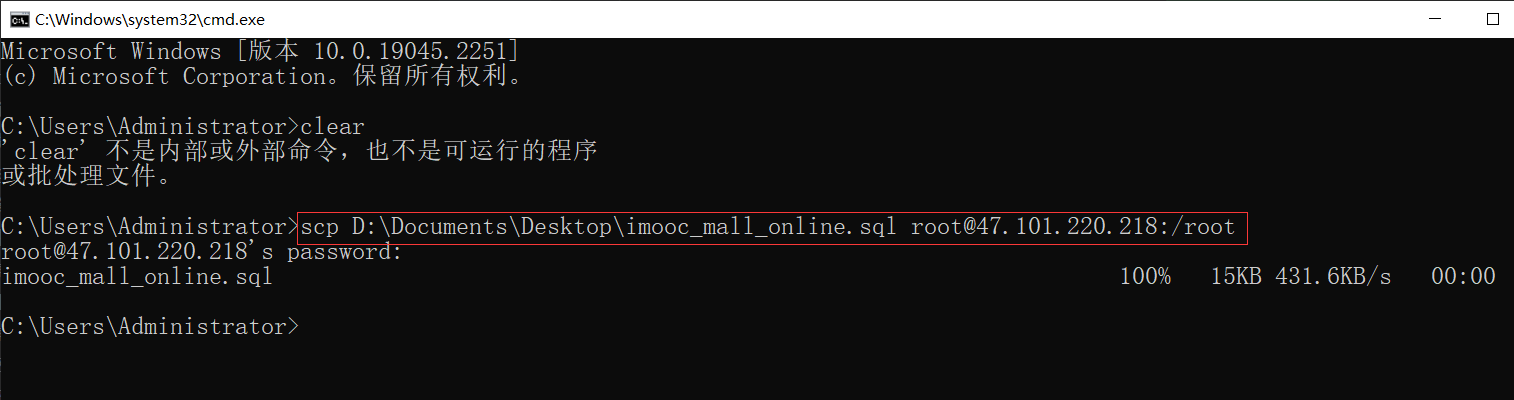 C:\Windows\system32\cmd.exe
Microsoft Windows [版本 10.0.19045.2251]
(c) Microsoft Corporation。保留所有权利。
C:\Users\Administrator>clear
'clear' 不是内部或外部命令，也不是可运行的程序
或批处理文件。
C:\Users\Administrator>scp D:\Documents\Desktop\imooc_mall_online.sql root@47.101.220.218:/root
root@47.101.220.218's password:
imooc_mall_online.sql 100% 15KB 431.6KB/s 00:00
C:\Users\Administrator>